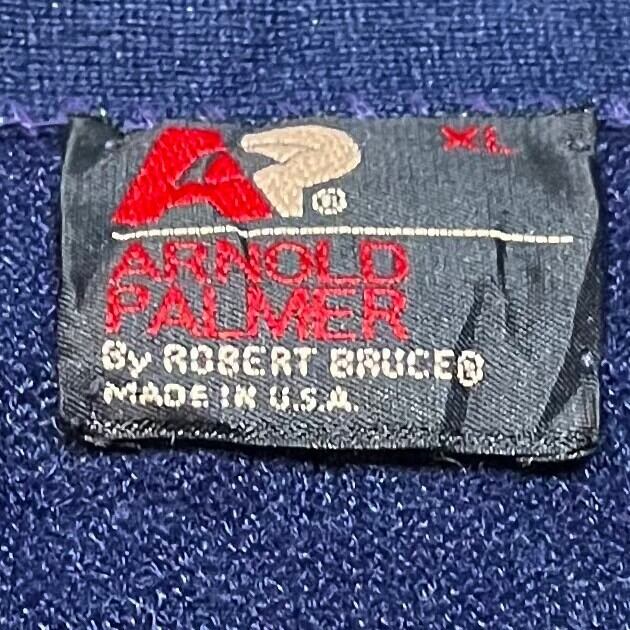 AP® XL
ARNOLD
PALMER
By ROBERT BRUCE®
MADE IN U.S.A.